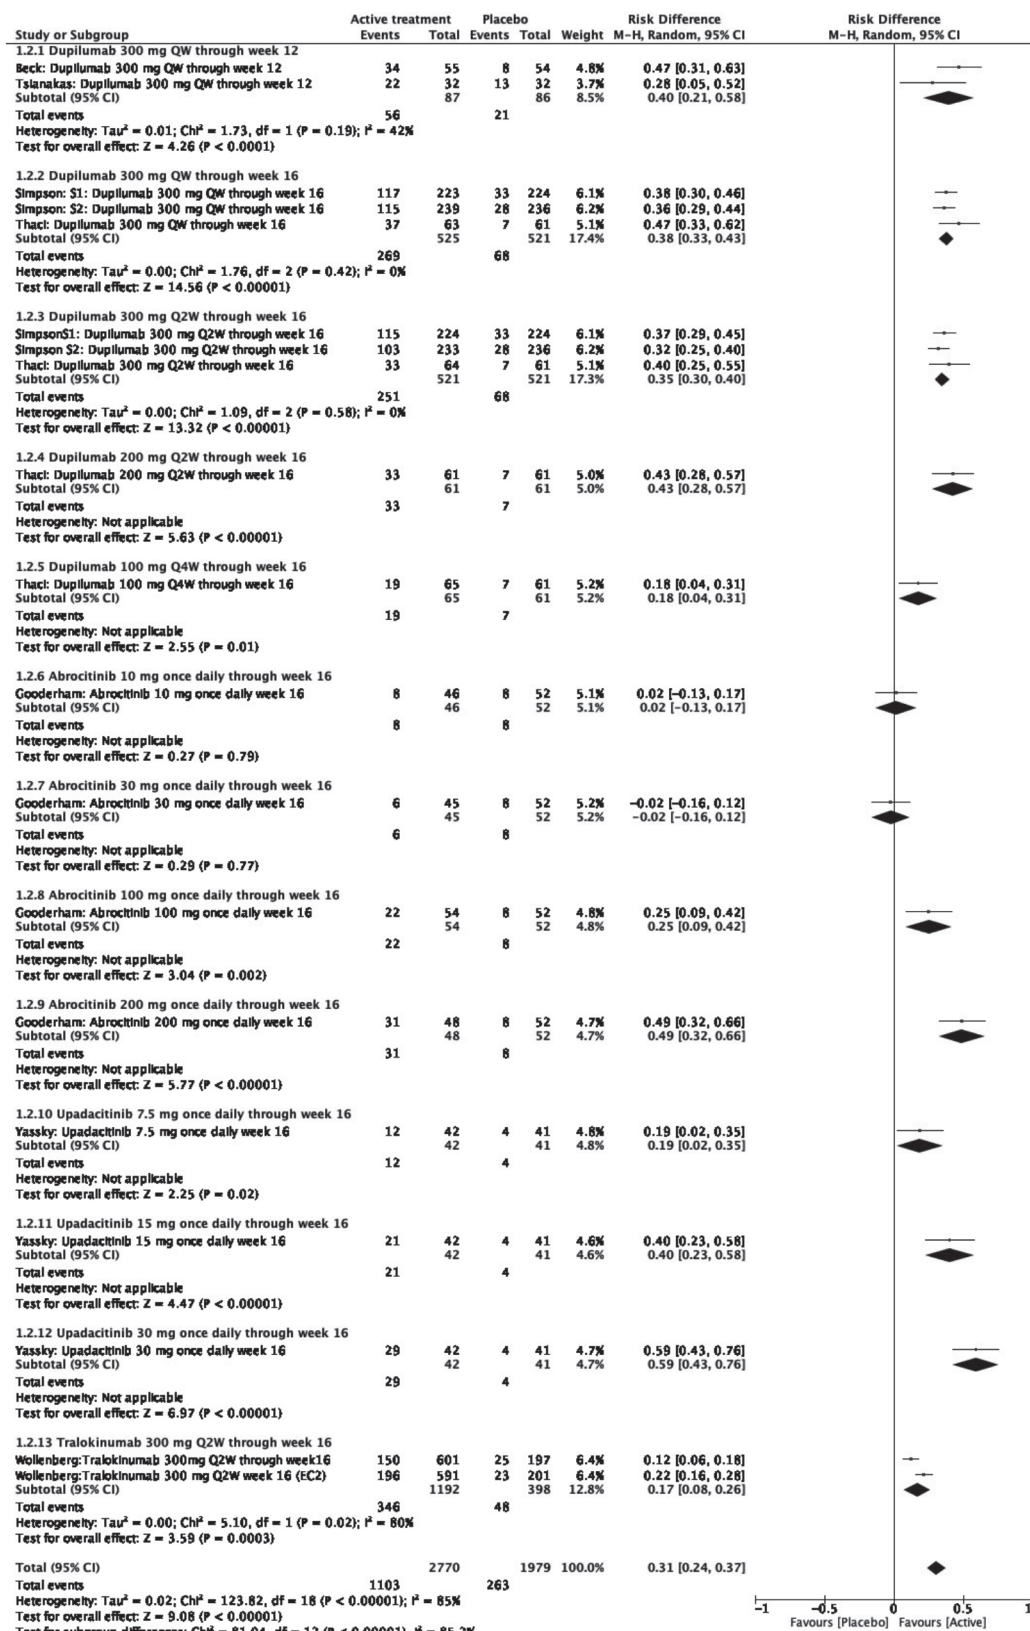 Active treatment Placebo Risk Difference Risk Difference
Study or Subgroup Events Total Events Total Weight M-H, Random, 95% CI M-H, Random, 95% CI
1.2.1 Dupilumab 300 mg QW through week 12
Beck: Dupilumab 300 mg QW through week 12 34 55 8 54 4.8% 0.47 [0.31, 0.63]
Tsianakas: Dupilumab 300 mg QW through week 12 22 32 13 32 3.7% 0.28 [0.05, 0.52]
Subtotal (95% CI) 87 86 8.5% 0.40 [0.21, 0.58]
Total events 56 21
Heterogeneity: Tau² = 0.01; Chi² = 1.73, df = 1 (P = 0.19); I² = 42%
Test for overall effect: Z = 4.26 (P < 0.0001)
1.2.2 Dupilumab 300 mg QW through week 16
Simpson: S1: Dupilumab 300 mg QW through week 16 117 223 33 224 6.1% 0.38 [0.30, 0.46]
Simpson: S2: Dupilumab 300 mg QW through week 16 115 239 28 236 6.2% 0.36 [0.29, 0.44]
Thaci: Dupilumab 300 mg QW through week 16 37 63 7 61 5.1% 0.47 [0.33, 0.62]
Subtotal (95% CI) 525 521 17.4% 0.38 [0.33, 0.43]
Total events 269 68
Heterogeneity: Tau² = 0.00; Chi² = 1.76, df = 2 (P = 0.42); I² = 0%
Test for overall effect: Z = 14.56 (P < 0.00001)
1.2.3 Dupilumab 300 mg Q2W through week 16
SimpsonS1: Dupilumab 300 mg Q2W through week 16 115 224 33 224 6.1% 0.37 [0.29, 0.45]
Simpson S2: Dupilumab 300 mg Q2W through week 16 103 233 28 236 6.2% 0.32 [0.25, 0.40]
Thaci: Dupilumab 300 mg Q2W through week 16 33 64 7 61 5.1% 0.40 [0.25, 0.55]
Subtotal (95% CI) 521 521 17.3% 0.35 [0.30, 0.40]
Total events 251 68
Heterogeneity: Tau² = 0.00; Chi² = 1.09, df = 2 (P = 0.58); I² = 0%
Test for overall effect: Z = 13.32 (P < 0.00001)
1.2.4 Dupilumab 200 mg Q2W through week 16
Thaci: Dupilumab 200 mg Q2W through week 16 33 61 7 61 5.0% 0.43 [0.28, 0.57]
Subtotal (95% CI) 61 61 5.0% 0.43 [0.28, 0.57]
Total events 33 7
Heterogeneity: Not applicable
Test for overall effect: Z = 5.63 (P < 0.00001)
1.2.5 Dupilumab 100 mg Q4W through week 16
Thaci: Dupilumab 100 mg Q4W through week 16 19 65 7 61 5.2% 0.18 [0.04, 0.31]
Subtotal (95% CI) 65 61 5.2% 0.18 [0.04, 0.31]
Total events 19 7
Heterogeneity: Not applicable
Test for overall effect: Z = 2.55 (P = 0.01)
1.2.6 Abrocitinib 10 mg once daily through week 16
Gooderham: Abrocitinib 10 mg once daily week 16 8 46 8 52 5.1% 0.02 [−0.13, 0.17]
Subtotal (95% CI) 46 52 5.1% 0.02 [−0.13, 0.17]
Total events 8 8
Heterogeneity: Not applicable
Test for overall effect: Z = 0.27 (P = 0.79)
1.2.7 Abrocitinib 30 mg once daily through week 16
Gooderham: Abrocitinib 30 mg once daily week 16 6 45 8 52 5.2% −0.02 [−0.16, 0.12]
Subtotal (95% CI) 45 52 5.2% −0.02 [−0.16, 0.12]
Total events 6 8
Heterogeneity: Not applicable
Test for overall effect: Z = 0.29 (P = 0.77)
1.2.8 Abrocitinib 100 mg once daily through week 16
Gooderham: Abrocitinib 100 mg once daily week 16 22 54 8 52 4.8% 0.25 [0.09, 0.42]
Subtotal (95% CI) 54 52 4.8% 0.25 [0.09, 0.42]
Total events 22 8
Heterogeneity: Not applicable
Test for overall effect: Z = 3.04 (P = 0.002)
1.2.9 Abrocitinib 200 mg once daily through week 16
Gooderham: Abrocitinib 200 mg once daily week 16 31 48 8 52 4.7% 0.49 [0.32, 0.66]
Subtotal (95% CI) 48 52 4.7% 0.49 [0.32, 0.66]
Total events 31 8
Heterogeneity: Not applicable
Test for overall effect: Z = 5.77 (P < 0.00001)
1.2.10 Upadacitinib 7.5 mg once daily through week 16
Yassky: Upadacitinib 7.5 mg once daily week 16 12 42 4 41 4.8% 0.19 [0.02, 0.35]
Subtotal (95% CI) 42 41 4.8% 0.19 [0.02, 0.35]
Total events 12 4
Heterogeneity: Not applicable
Test for overall effect: Z = 2.25 (P = 0.02)
1.2.11 Upadacitinib 15 mg once daily through week 16
Yassky: Upadacitinib 15 mg once daily week 16 21 42 4 41 4.6% 0.40 [0.23, 0.58]
Subtotal (95% CI) 42 41 4.6% 0.40 [0.23, 0.58]
Total events 21 4
Heterogeneity: Not applicable
Test for overall effect: Z = 4.47 (P < 0.00001)
1.2.12 Upadacitinib 30 mg once daily through week 16
Yassky: Upadacitinib 30 mg once daily week 16 29 42 4 41 4.7% 0.59 [0.43, 0.76]
Subtotal (95% CI) 42 41 4.7% 0.59 [0.43, 0.76]
Total events 29 4
Heterogeneity: Not applicable
Test for overall effect: Z = 6.97 (P < 0.00001)
1.2.13 Tralokinumab 300 mg Q2W through week 16
Wollenberg:Tralokinumab 300mg Q2W through week16 150 601 25 197 6.4% 0.12 [0.06, 0.18]
Wollenberg:Tralokinumab 300 mg Q2W week 16 (EC2) 196 591 23 201 6.4% 0.22 [0.16, 0.28]
Subtotal (95% CI) 1192 398 12.8% 0.17 [0.08, 0.26]
Total events 346 48
Heterogeneity: Tau² = 0.00; Chi² = 5.10, df = 1 (P = 0.02); I² = 80%
Test for overall effect: Z = 3.59 (P = 0.0003)
Total (95% CI) 2770 1979 100.0% 0.31 [0.24, 0.37]
Total events 1103 263
Heterogeneity: Tau² = 0.02; Chi² = 123.82, df = 18 (P < 0.00001); I² = 85%
Test for overall effect: Z = 9.08 (P < 0.00001)
Test for subgroup differences: Chi² = 81.04, df = 12 (P < 0.00001), I² = 85.2%
−1 −0.5 0 0.5 1
Favours [Placebo] Favours [Active]